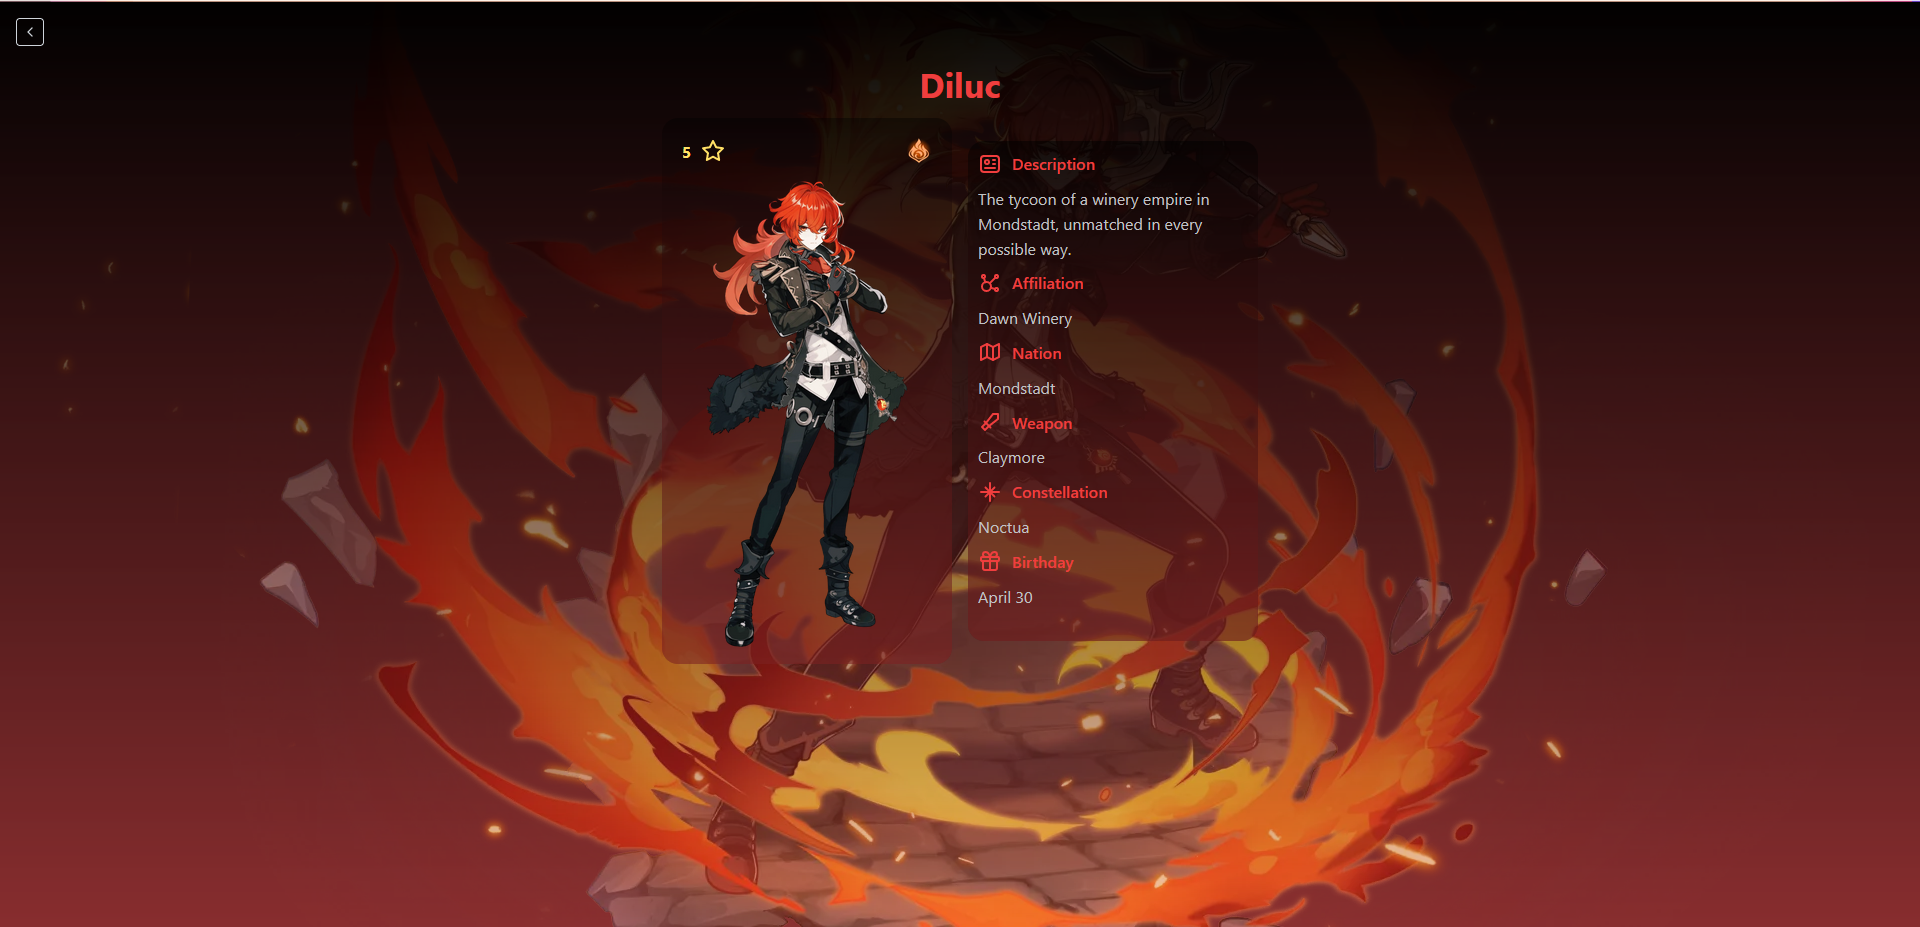 Diluc
5
Description
The tycoon of a winery empire in
Mondstadt, unmatched in every
possible way.
Affiliation
Dawn Winery
Nation
Mondstadt
Weapon
Claymore
Constellation
Noctua
Birthday
April 30